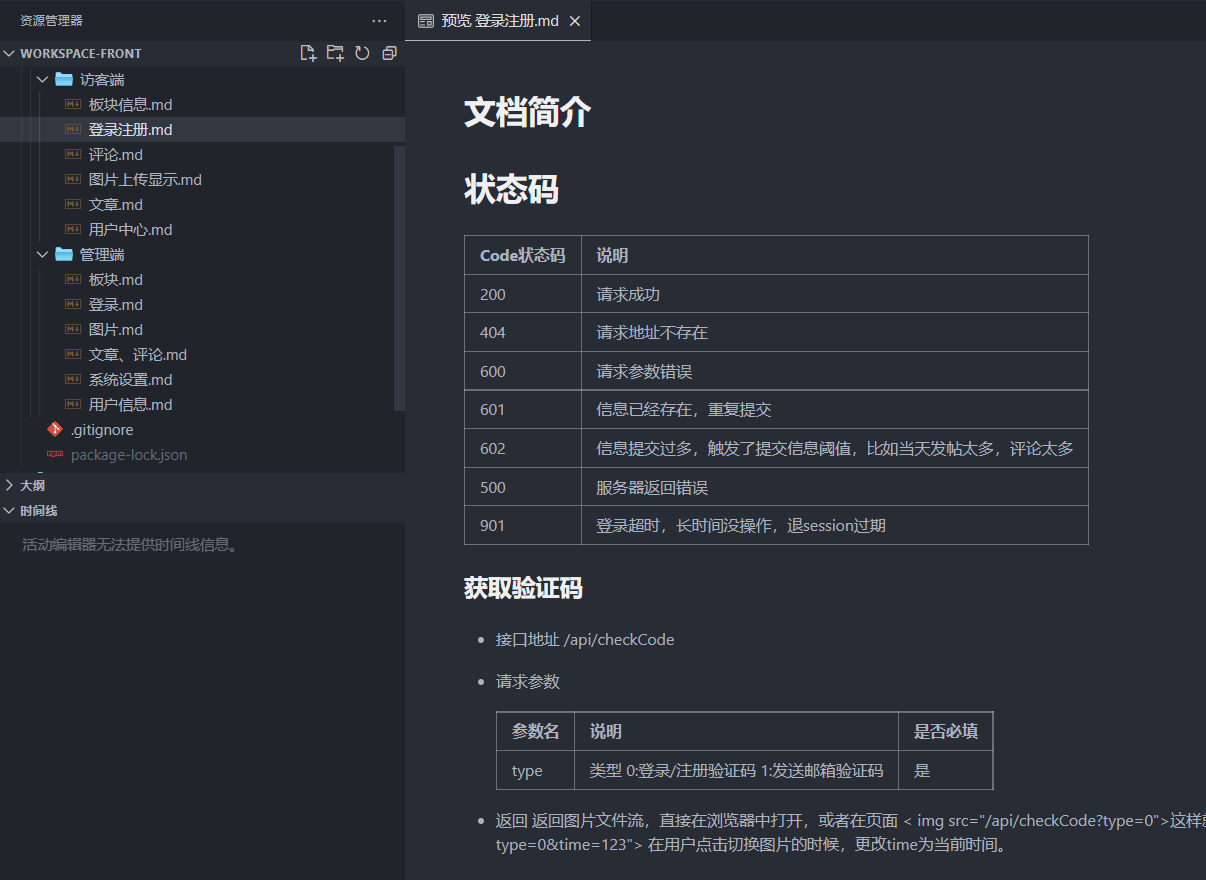 资源管理器
WORKSPACE-FRONT
访客端
板块信息.md
登录注册.md
评论.md
图片上传显示.md
文章.md
用户中心.md
管理端
板块.md
登录.md
图片.md
文章、评论.md
系统设置.md
用户信息.md
.gitignore
package-lock.json
大纲
时间线
活动编辑器无法提供时间线信息。
预览 登录注册.md
文档简介
状态码
Code状态码 说明
200 请求成功
404 请求地址不存在
600 请求参数错误
601 信息已经存在，重复提交
602 信息提交过多，触发了提交信息阈值，比如当天发帖太多，评论太多
500 服务器返回错误
901 登录超时，长时间没操作，退session过期
获取验证码
接口地址 /api/checkCode
请求参数
参数名 说明 是否必填
type 类型 0:登录/注册验证码 1:发送邮箱验证码 是
返回 返回图片文件流，直接在浏览器中打开，或者在页面 < img src="/api/checkCode?type=0">这样
type=0&time=123"> 在用户点击切换图片的时候，更改time为当前时间。